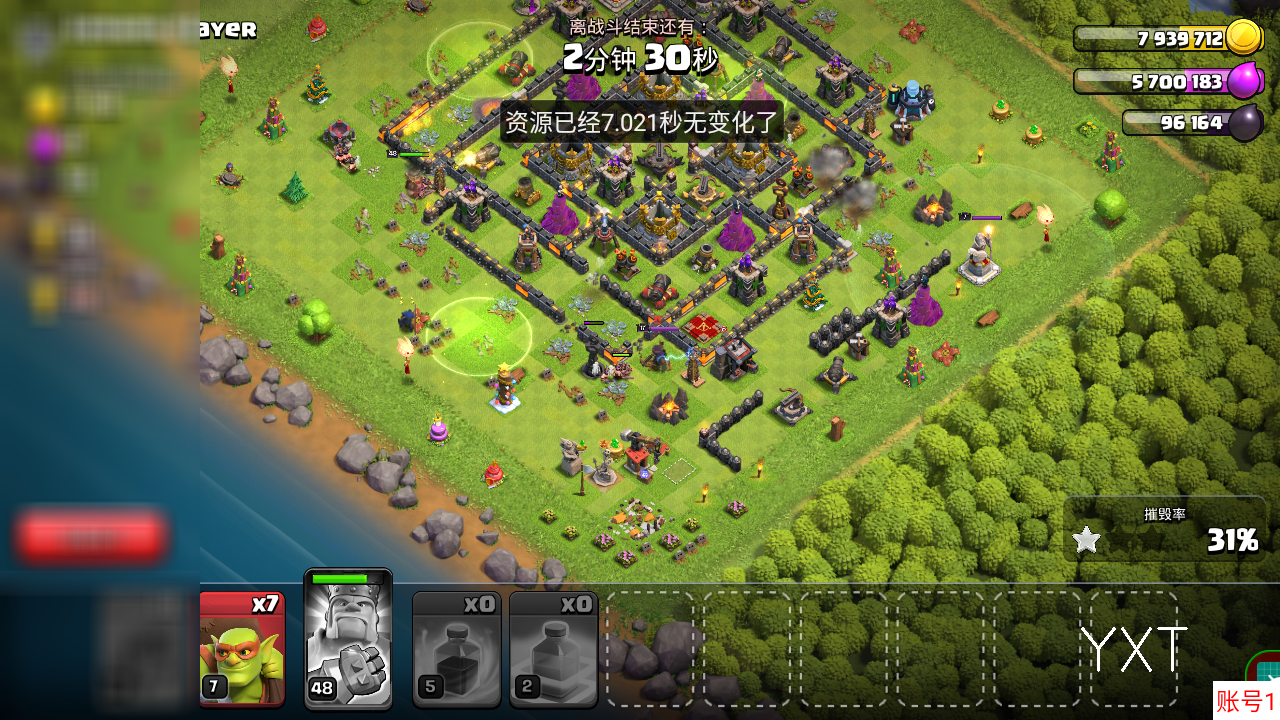 AYER
离战斗结束还有：
2分钟 30秒
资源已经7.021秒无变化了
7 939 712
5 700 183
96 164
48
摧毁率
31%
x7
7
48
x0
5
x0
2
YXT
账号1